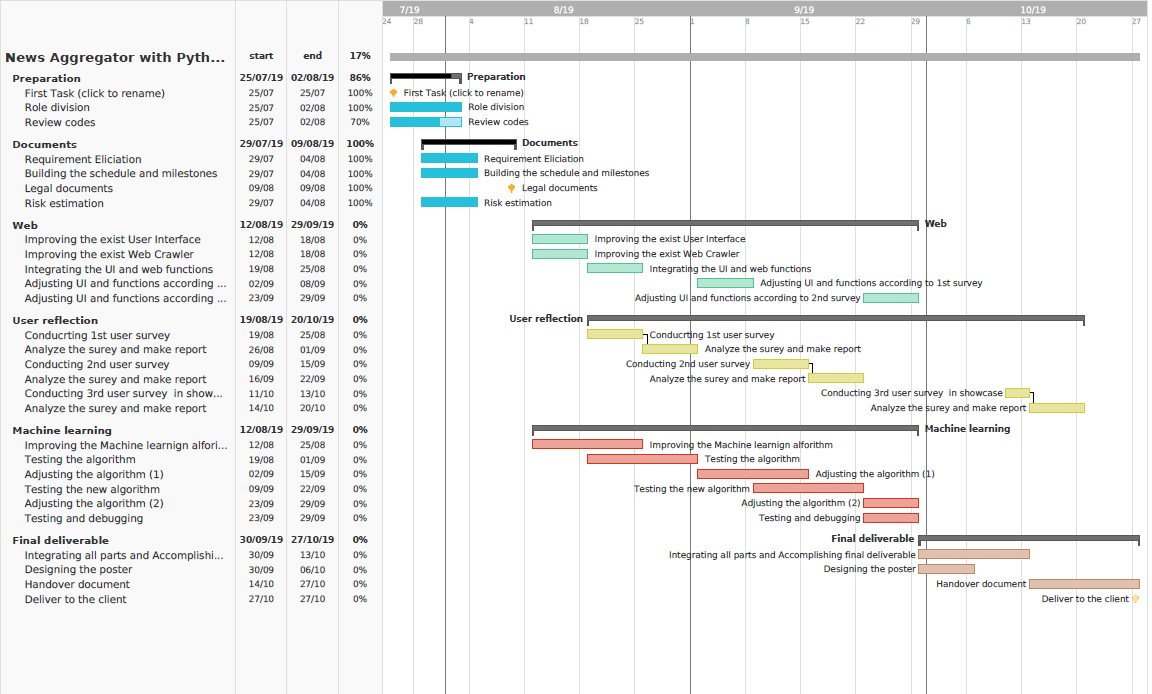 7/19 8/19 9/19 10/19
24 28 4 11 18 25 1 8 15 22 29 6 13 20 27
News Aggregator with Pyth... start end 17%
Preparation 25/07/19 02/08/19 86% Preparation
First Task (click to rename) 25/07 25/07 100% First Task (click to rename)
Role division 25/07 02/08 100% Role division
Review codes 25/07 02/08 70% Review codes
Documents 29/07/19 09/08/19 100% Documents
Requirement Eliciation 29/07 04/08 100% Requirement Eliciation
Building the schedule and milestones 29/07 04/08 100% Building the schedule and milestones
Legal documents 09/08 09/08 100% Legal documents
Risk estimation 29/07 04/08 100% Risk estimation
Web 12/08/19 29/09/19 0% Web
Improving the exist User Interface 12/08 18/08 0% Improving the exist User Interface
Improving the exist Web Crawler 12/08 18/08 0% Improving the exist Web Crawler
Integrating the UI and web functions 19/08 25/08 0% Integrating the UI and web functions
Adjusting UI and functions according ... 02/09 08/09 0% Adjusting UI and functions according to 1st survey
Adjusting UI and functions according ... 23/09 29/09 0% Adjusting UI and functions according to 2nd survey
User reflection 19/08/19 20/10/19 0% User reflection
Conducrting 1st user survey 19/08 25/08 0% Conducrting 1st user survey
Analyze the surey and make report 26/08 01/09 0% Analyze the surey and make report
Conducting 2nd user survey 09/09 15/09 0% Conducting 2nd user survey
Analyze the surey and make report 16/09 22/09 0% Analyze the surey and make report
Conducting 3rd user survey in show... 11/10 13/10 0% Conducting 3rd user survey in showcase
Analyze the surey and make report 14/10 20/10 0% Analyze the surey and make report
Machine learning 12/08/19 29/09/19 0% Machine learning
Improving the Machine learnign alfori... 12/08 25/08 0% Improving the Machine learnign alforithm
Testing the algorithm 19/08 01/09 0% Testing the algorithm
Adjusting the algorithm (1) 02/09 15/09 0% Adjusting the algorithm (1)
Testing the new algorithm 09/09 22/09 0% Testing the new algorithm
Adjusting the algorithm (2) 23/09 29/09 0% Adjusting the algorithm (2)
Testing and debugging 23/09 29/09 0% Testing and debugging
Final deliverable 30/09/19 27/10/19 0% Final deliverable
Integrating all parts and Accomplishi... 30/09 13/10 0% Integrating all parts and Accomplishing final deliverable
Designing the poster 30/09 06/10 0% Designing the poster
Handover document 14/10 27/10 0% Handover document
Deliver to the client 27/10 27/10 0% Deliver to the client